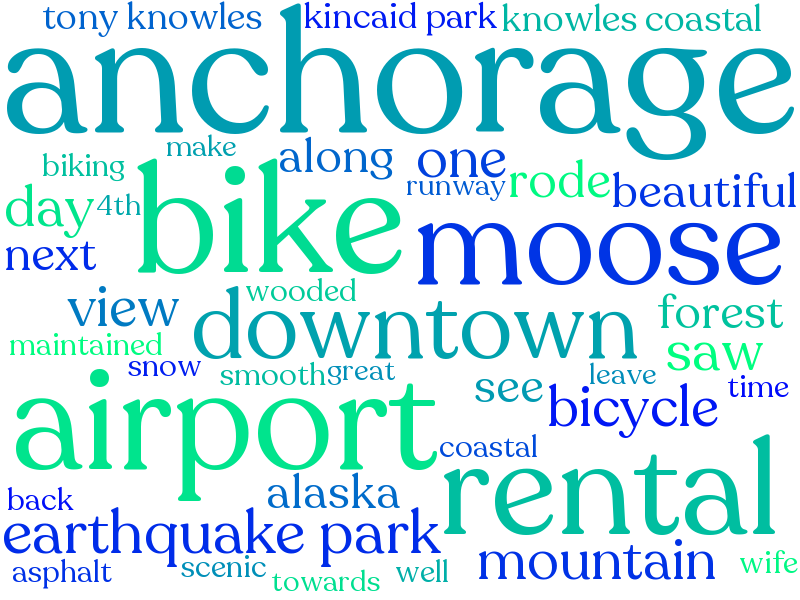 tony knowles kincaid park knowles coastal
anchorage
biking make along one
runway rode beautiful
day 4th bike
next moose
view wooded downtown forest
maintained saw
snow smooth great see leave time
airport bicycle
coastal
back alaska rental
earthquake park
asphalt scenic towards well mountain wife